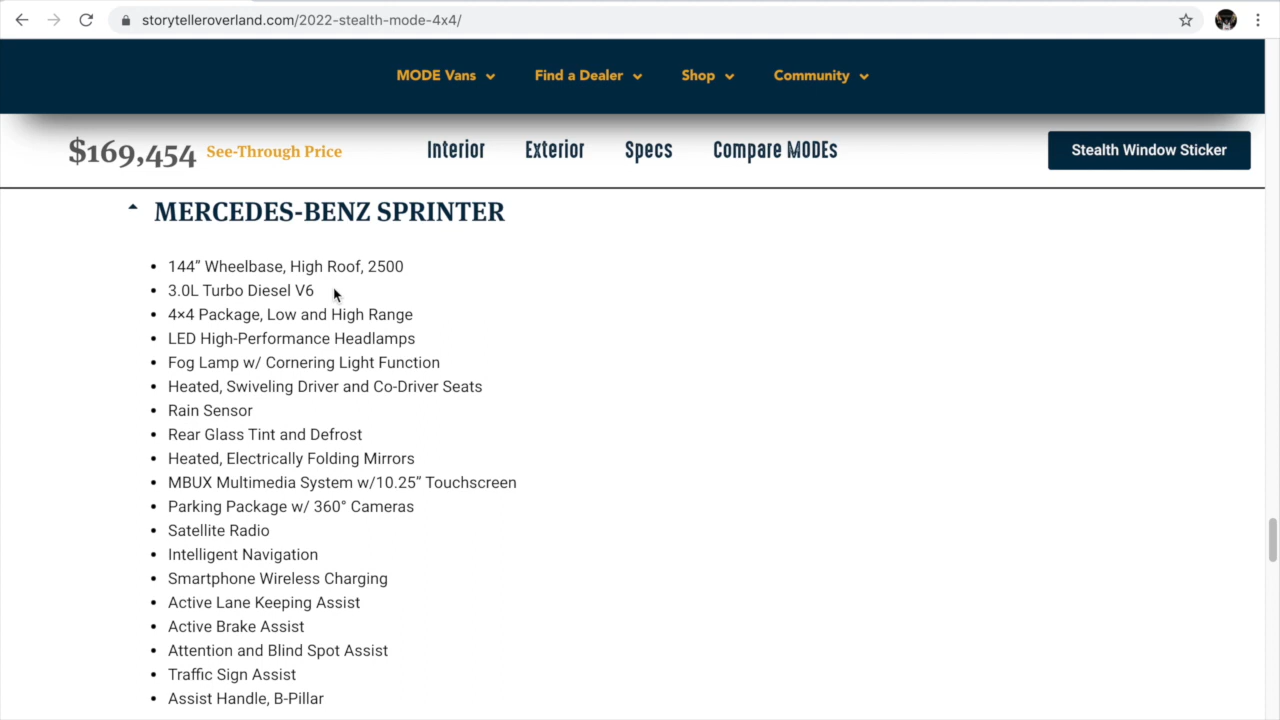 storytelleroverland.com/2022-stealth-mode-4x4/
MODE Vans
Find a Dealer
Shop
Community
$169,454 See-Through Price
Interior
Exterior
Specs
Compare MODEs
Stealth Window Sticker
MERCEDES-BENZ SPRINTER
144” Wheelbase, High Roof, 2500
3.0L Turbo Diesel V6
4×4 Package, Low and High Range
LED High-Performance Headlamps
Fog Lamp w/ Cornering Light Function
Heated, Swiveling Driver and Co-Driver Seats
Rain Sensor
Rear Glass Tint and Defrost
Heated, Electrically Folding Mirrors
MBUX Multimedia System w/10.25” Touchscreen
Parking Package w/ 360° Cameras
Satellite Radio
Intelligent Navigation
Smartphone Wireless Charging
Active Lane Keeping Assist
Active Brake Assist
Attention and Blind Spot Assist
Traffic Sign Assist
Assist Handle, B-Pillar